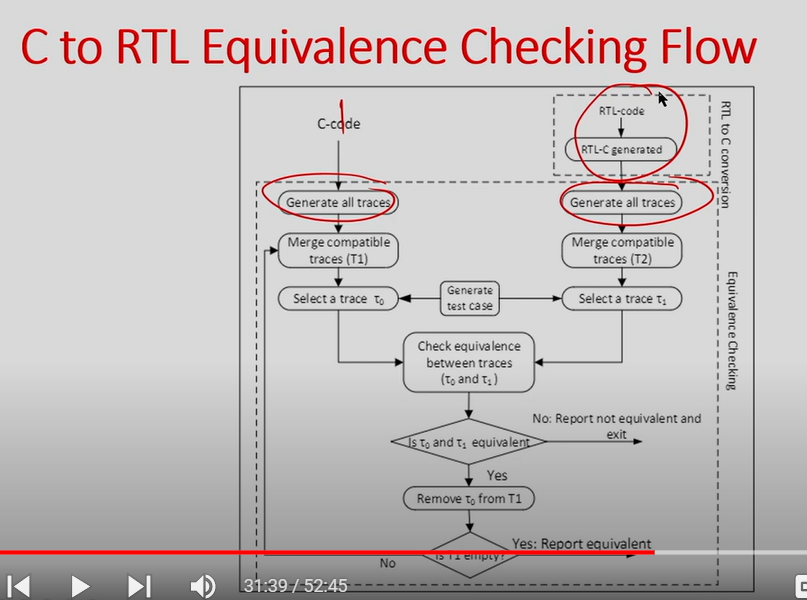 C to RTL Equivalence Checking Flow
C-code
RTL-code
RTL-C generated
RTL to C conversion
Generate all traces
Generate all traces
Merge compatible
traces (T1)
Merge compatible
traces (T2)
Select a trace τ₀
Generate
test case
Select a trace τ₁
Equivalence Checking
Check equivalence
between traces
(τ₀ and τ₁)
No: Report not equivalent and
exit
Is τ₀ and τ₁ equivalent
Yes
Remove τ₀ from T1
Yes: Report equivalent
Is T1 empty?
No
31:39 / 52:45